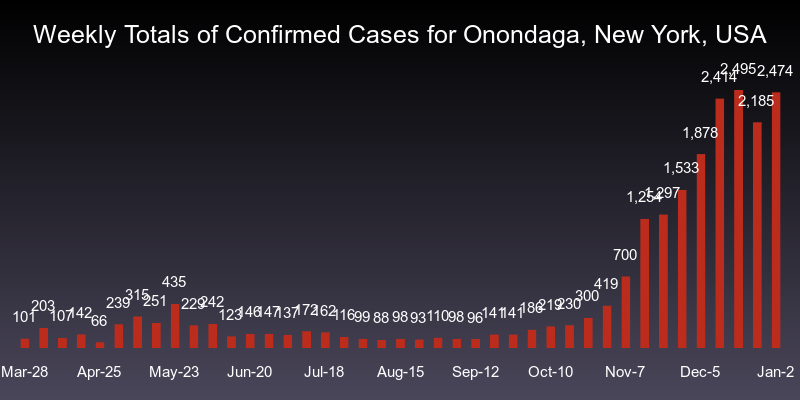 Weekly Totals of Confirmed Cases for Onondaga, New York, USA
101 203 107 142 66 239 315 251 435 229 242 123 146 147 137 172 162 116 99 88 98 93 110 98 96 141 141 186 219 230 300 419 700 1,254 1,297 1,533 1,878 2,414 2,495 2,185 2,474
Mar-28 Apr-25 May-23 Jun-20 Jul-18 Aug-15 Sep-12 Oct-10 Nov-7 Dec-5 Jan-2